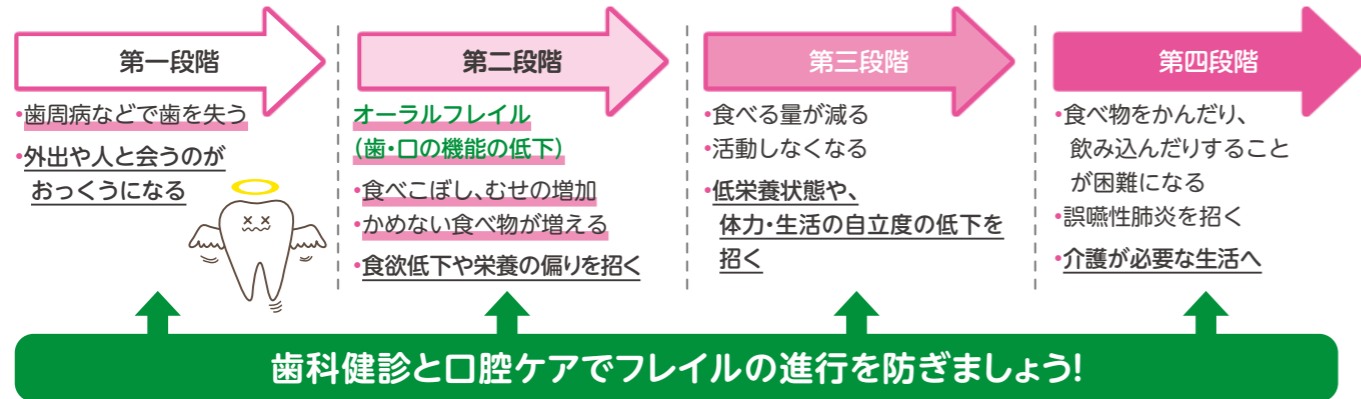 第一段階
・歯周病などで歯を失う
・外出や人と会うのが
おっくうになる
第二段階
オーラルフレイル
(歯・口の機能の低下)
・食べこぼし、むせの増加
・かめない食べ物が増える
・食欲低下や栄養の偏りを招く
第三段階
・食べる量が減る
・活動しなくなる
・低栄養状態や、
体力・生活の自立度の低下を
招く
第四段階
・食べ物をかんだり、
飲み込んだりすること
が困難になる
・誤嚥性肺炎を招く
・介護が必要な生活へ
歯科健診と口腔ケアでフレイルの進行を防ぎましょう!